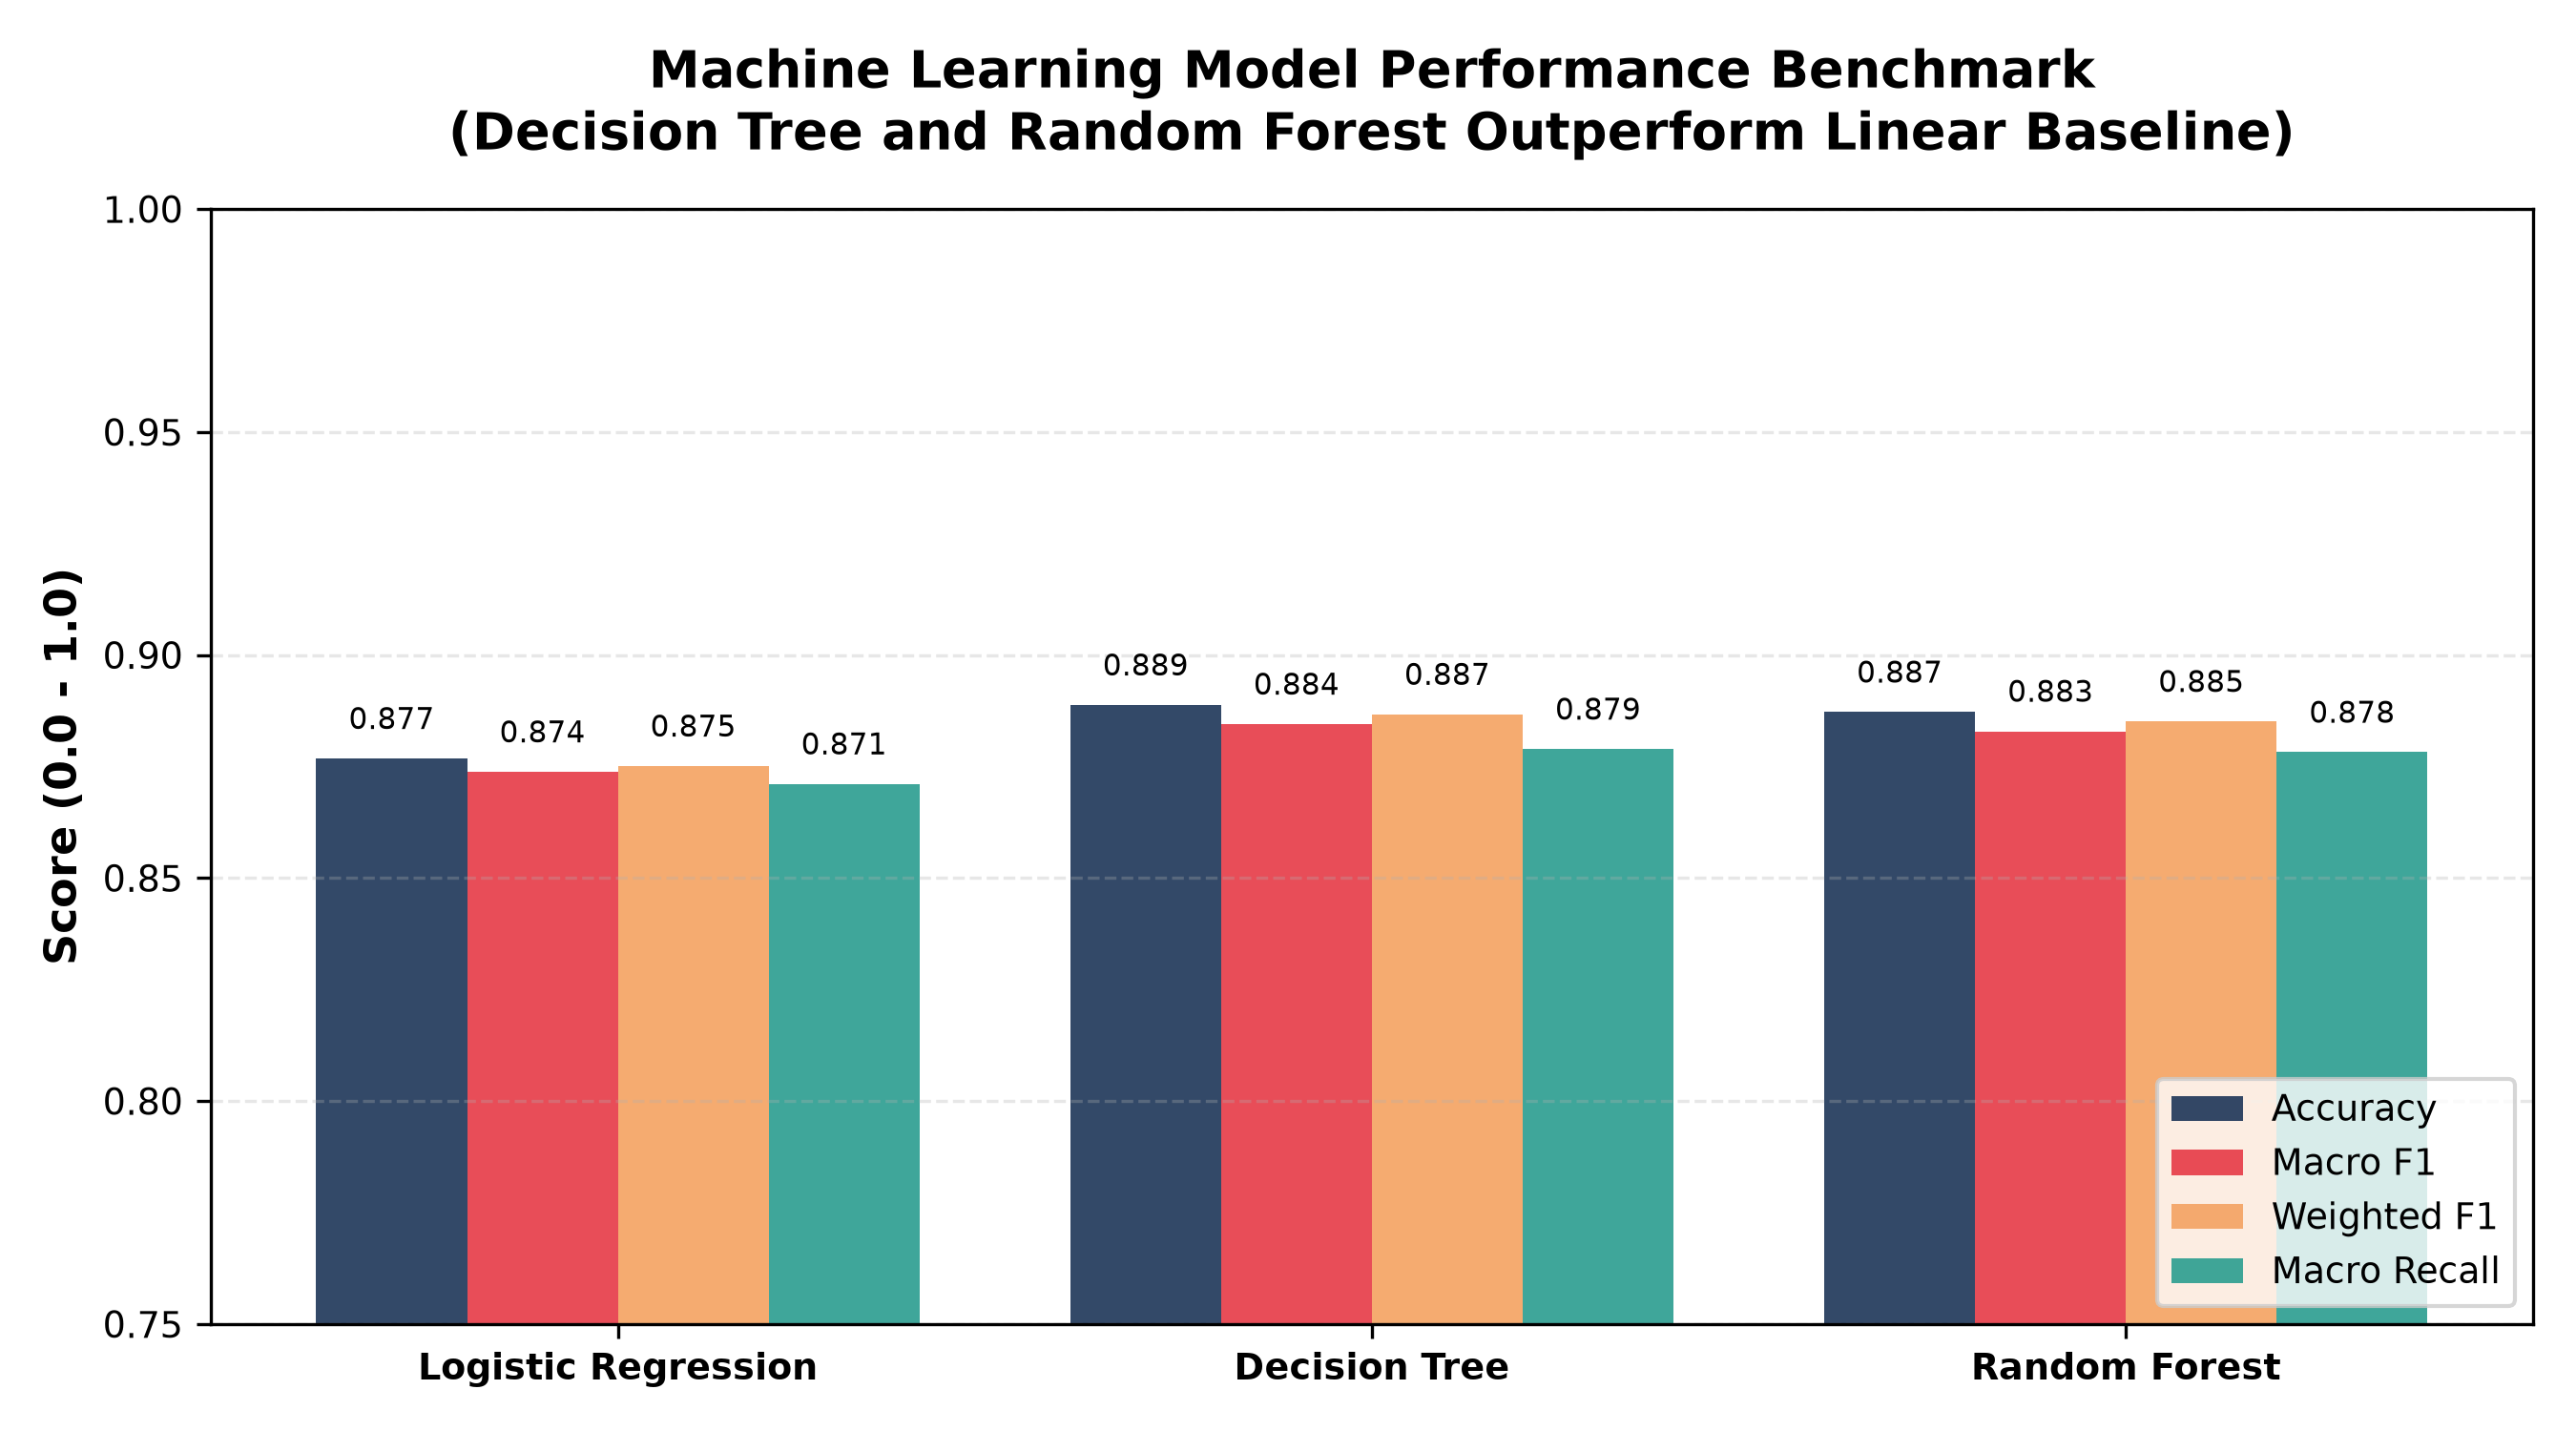 Machine Learning Model Performance Benchmark
(Decision Tree and Random Forest Outperform Linear Baseline)
Score (0.0 - 1.0)
1.00
0.95
0.90
0.85
0.80
0.75
0.877
0.874
0.875
0.871
0.889
0.884
0.887
0.879
0.887
0.883
0.885
0.878
Accuracy
Macro F1
Weighted F1
Macro Recall
Logistic Regression
Decision Tree
Random Forest